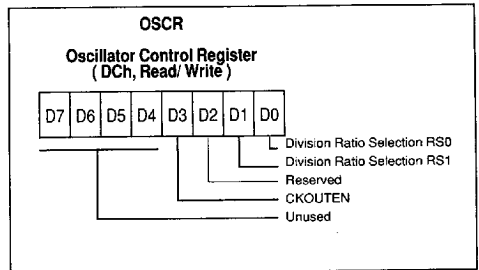 OSCR
Oscillator Control Register
( DCh, Read/ Write )
D7 D6 D5 D4 D3 D2 D1 D0
Division Ratio Selection RS0
Division Ratio Selection RS1
Reserved
CKOUTEN
Unused